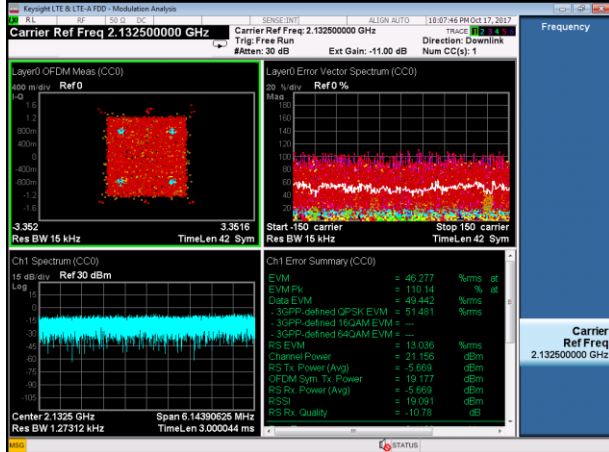 Keysight LTE & LTE-A FDD - Modulation Analysis
RL RF 50 Ω DC SENSE:INT ALIGN AUTO 10:07:46 PM Oct 17, 2017
Carrier Ref Freq 2.132500000 GHz
Carrier Ref Freq: 2.132500000 GHz
Trig: Free Run
#Atten: 30 dB Ext Gain: -11.00 dB
TRACE 1 2 3 4 5 6
Direction: Downlink
Num CC(s): 1
Frequency
Layer0 OFDM Meas (CC0)
400 m/div Ref 0
I-Q
1.6
1.2
800m
400m
0
-400m
-800m
-1.2
-1.6
-3.352 3.3516
Res BW 15 kHz TimeLen 42 Sym
Layer0 Error Vector Spectrum (CC0)
20 %/div Ref 0 %
Mag
180
160
140
120
100
80
60
40
20
Start -150 carrier Stop 150 carrier
Res BW 15 kHz TimeLen 42 Sym
Ch1 Spectrum (CC0)
15 dB/div Ref 30 dBm
Log
15
0
-15
-30
-45
-60
-75
-90
-105
Center 2.1325 GHz Span 6.14390625 MHz
Res BW 1.27312 kHz TimeLen 3.000044 ms
Ch1 Error Summary (CC0)
EVM = 46.277 %rms at
EVM Pk = 110.14 % at
Data EVM = 49.442 %rms
- 3GPP-defined QPSK EVM = 51.481 %rms
- 3GPP-defined 16QAM EVM = ---
- 3GPP-defined 64QAM EVM = ---
RS EVM = 13.036 %rms
Channel Power = 21.156 dBm
RS Tx. Power (Avg) = -5.669 dBm
OFDM Sym. Tx. Power = 19.177 dBm
RS Rx. Power (Avg) = -5.669 dBm
RSSI = 19.091 dBm
RS Rx. Quality = -10.78 dB
Carrier
Ref Freq
2.132500000 GHz
MSG
STATUS